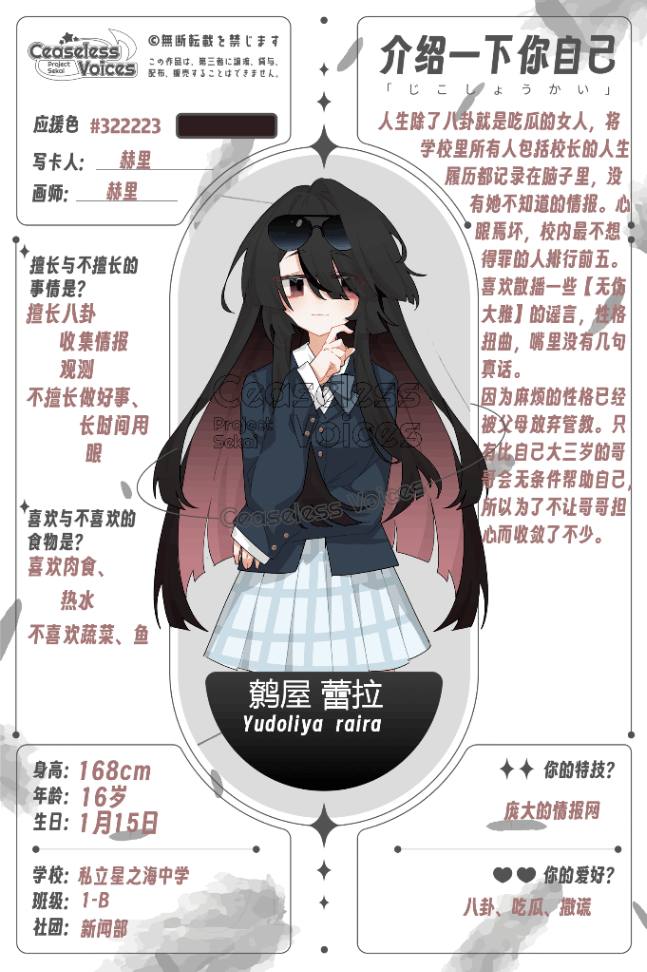 Ceaseless
Project
Sekai
Voices
©無断転載を禁じます
この作品は、第三者に譲渡、貸与、
配布、販売することはできません。
应援色 #322223
写卡人： 赫里
画师： 赫里
介绍一下你自己
「じこしょうかい」
人生除了八卦就是吃瓜的女人，将
学校里所有人包括校长的人生
履历都记录在脑子里，没
有她不知道的情报。心
眼焉坏，校内最不想
得罪的人排行前五。
喜欢散播一些【无伤
大雅】的谣言，性格
扭曲，嘴里没有几句
真话。
因为麻烦的性格已经
被父母放弃管教。只
有比自己大三岁的哥
哥会无条件帮助自己，
所以为了不让哥哥担
心而收敛了不少。
擅长与不擅长的
事情是？
擅长八卦
收集情报
观测
不擅长做好事、
长时间用
眼
喜欢与不喜欢的
食物是？
喜欢肉食、
热水
不喜欢蔬菜、鱼
Ceaseless
Project
Sekai
Voices
Ceaseless Voices
鹩屋 蕾拉
Yudoliya raira
身高：168cm
年龄：16岁
生日：1月15日
学校：私立星之海中学
班级：1-B
社团：新闻部
你的特技？
庞大的情报网
你的爱好？
八卦、吃瓜、撒谎